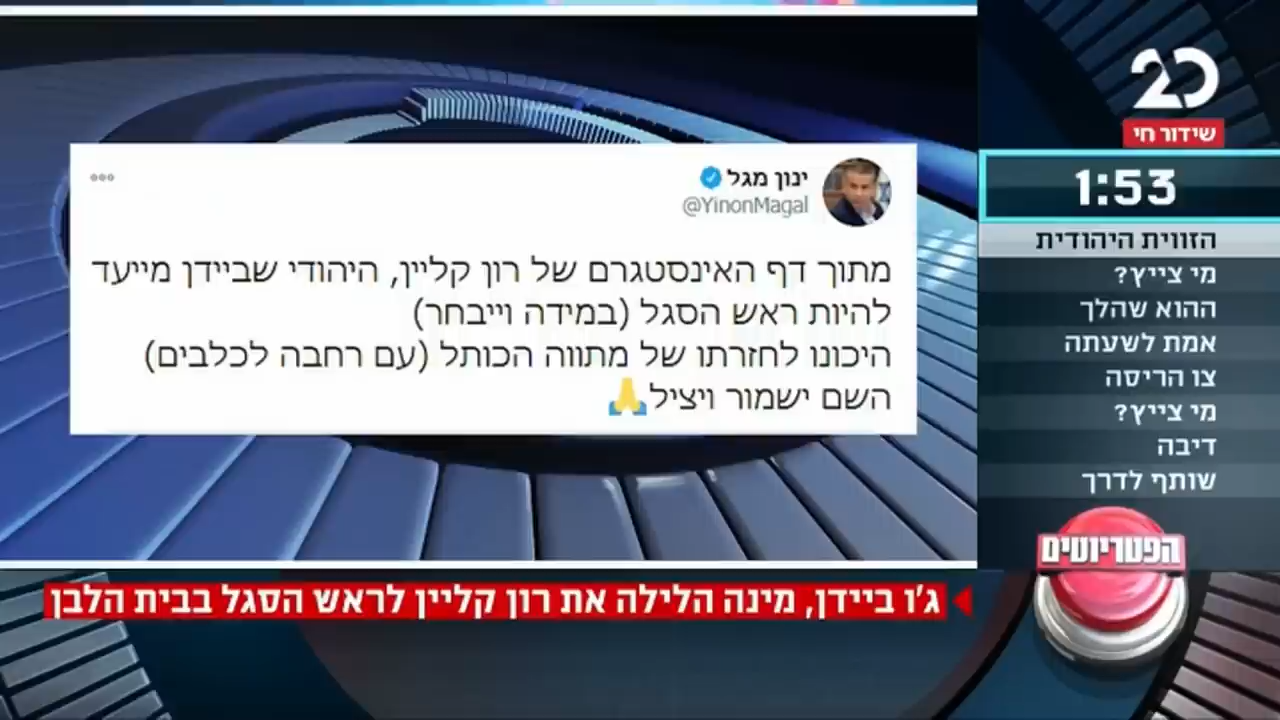 20
שידור חי
1:53
הזווית היהודית
מי צייץ?
ההוא שהלך
אמת לשעתה
צו הריסה
מי צייץ?
דיבה
שותף לדרך
הפטריוטים
ינון מגל
@YinonMagal
מתוך דף האינסטגרם של רון קליין, היהודי שביידן מייעד
להיות ראש הסגל (במידה וייבחר)
היכונו לחזרתו של מתווה הכותל (עם רחבה לכלבים)
השם ישמור ויציל🙏
ג'ו ביידן, מינה הלילה את רון קליין לראש הסגל בבית הלבן